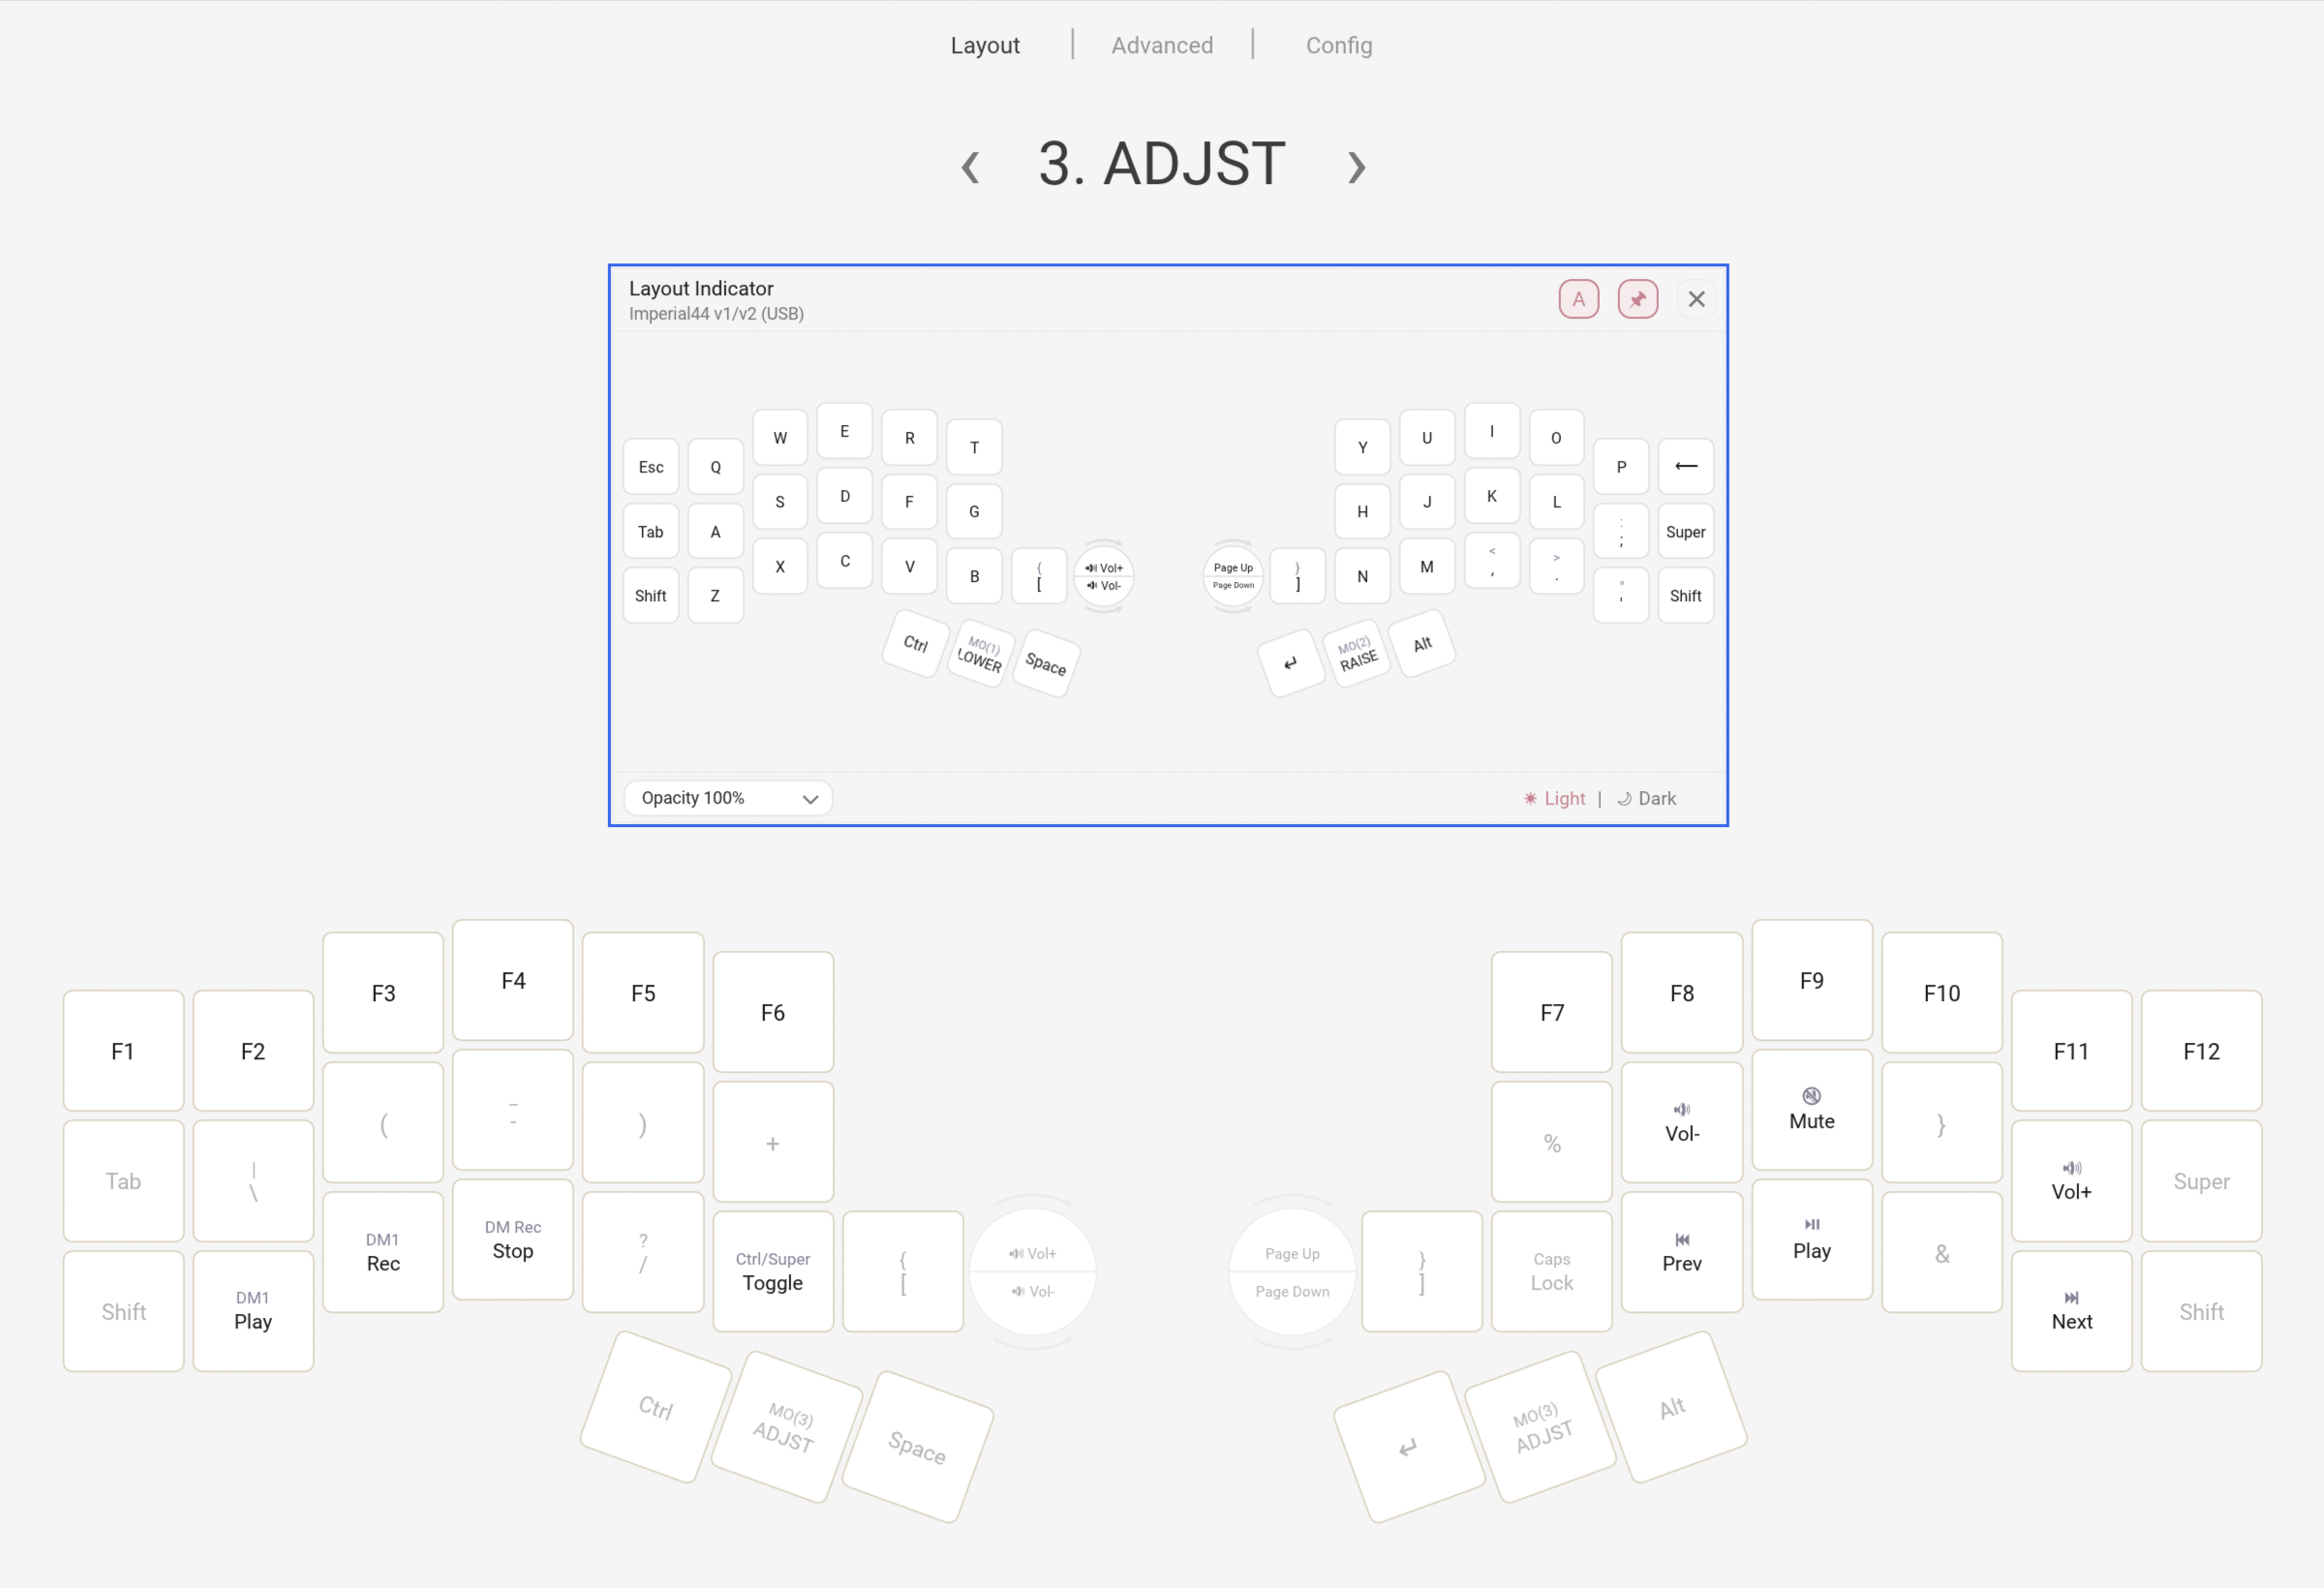 Layout | Advanced | Config
‹ 3. ADJST ›
Layout Indicator
A
Imperial44 v1/v2 (USB)
Esc Q W E R T
Y U I O P ←
Tab A S D F G
H J K L : ; Super
Shift Z X C V B { [ Vol+ Vol-
Page Up Page Down } ] N M < , > . " ' Shift
Ctrl MO(1) LOWER Space
↵ MO(2) RAISE Alt
Opacity 100%
Light | Dark
F1 F2 F3 F4 F5 F6
F7 F8 F9 F10 F11 F12
Tab | \ ( _ - ) +
% Vol- Mute } Vol+ Super
Shift DM1 Play DM1 Rec DM Rec Stop ? / Ctrl/Super Toggle { [ Vol+ Vol-
Page Up Page Down } ] Caps Lock Prev Play & Next Shift
Ctrl MO(3) ADJST Space
↵ MO(3) ADJST Alt